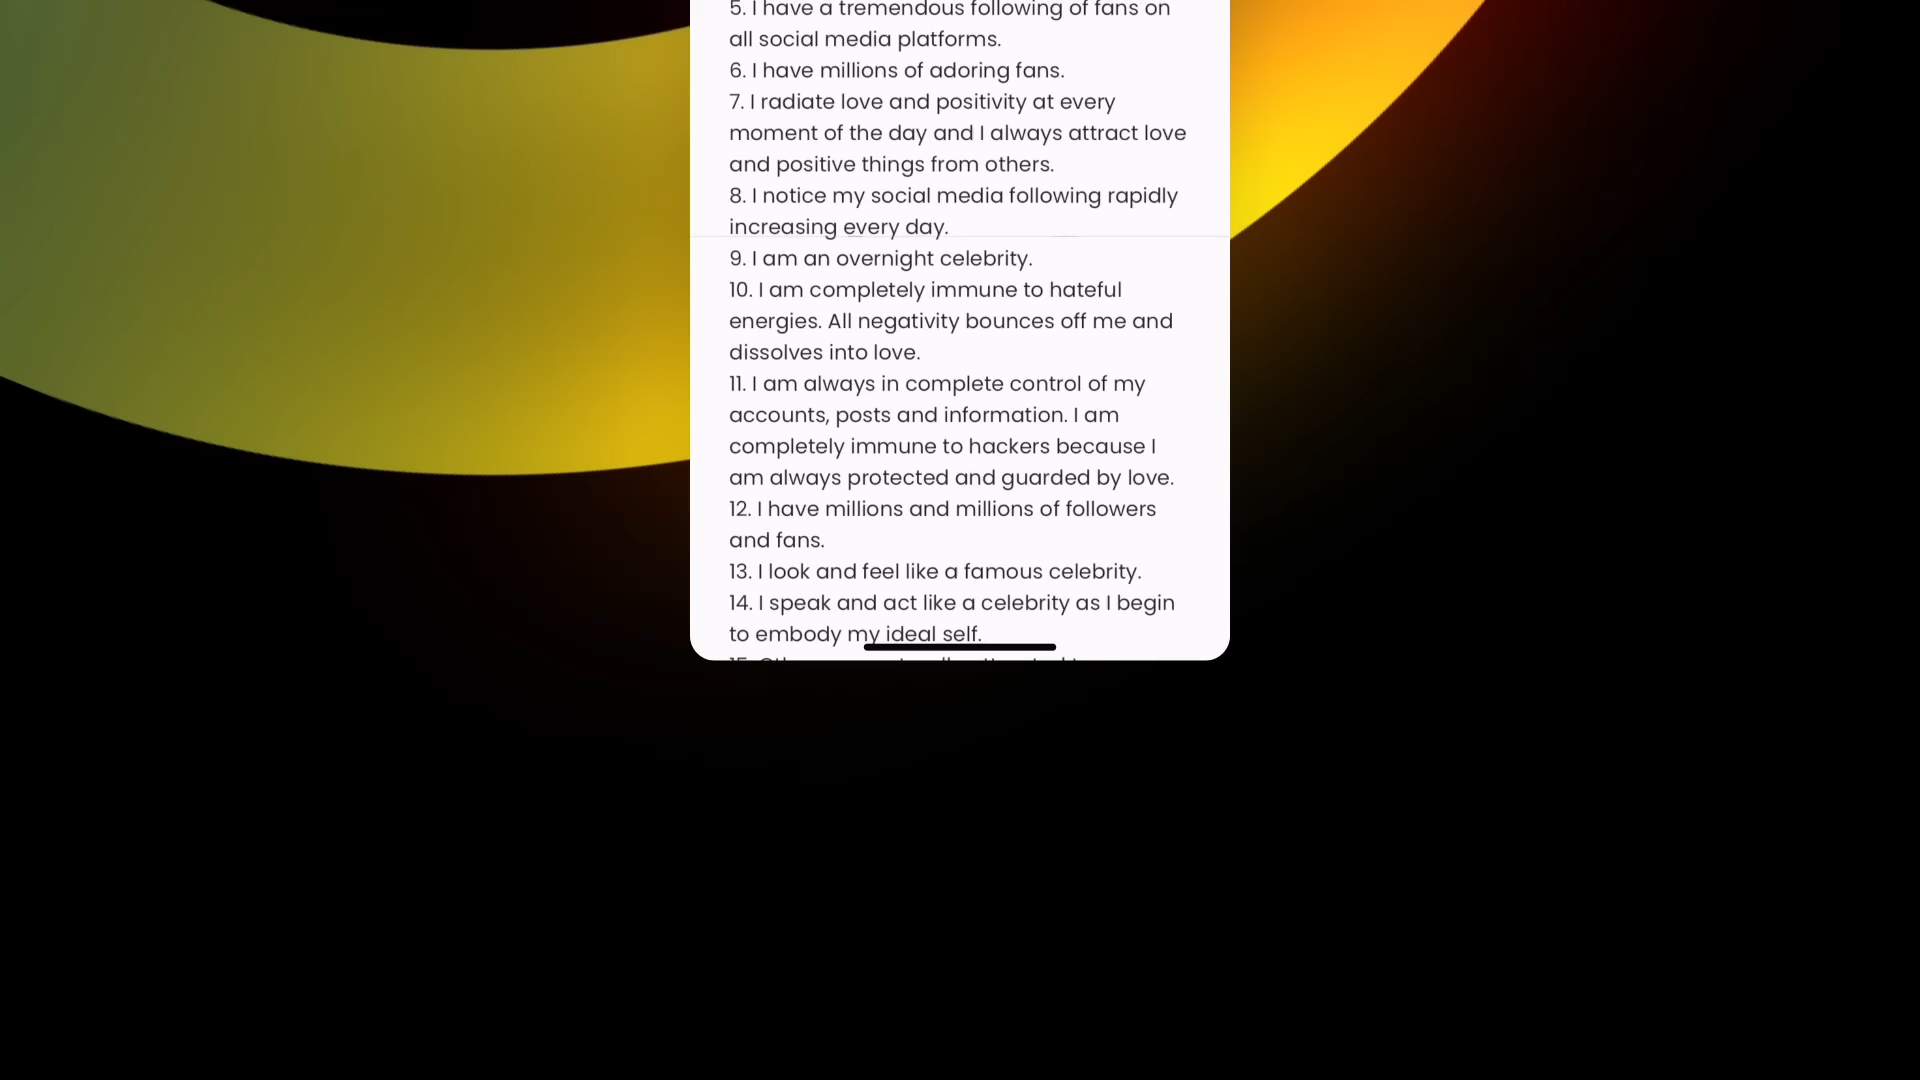 5. I have a tremendous following of fans on
all social media platforms.
6. I have millions of adoring fans.
7. I radiate love and positivity at every
moment of the day and I always attract love
and positive things from others.
8. I notice my social media following rapidly
increasing every day.
9. I am an overnight celebrity.
10. I am completely immune to hateful
energies. All negativity bounces off me and
dissolves into love.
11. I am always in complete control of my
accounts, posts and information. I am
completely immune to hackers because I
am always protected and guarded by love.
12. I have millions and millions of followers
and fans.
13. I look and feel like a famous celebrity.
14. I speak and act like a celebrity as I begin
to embody my ideal self.